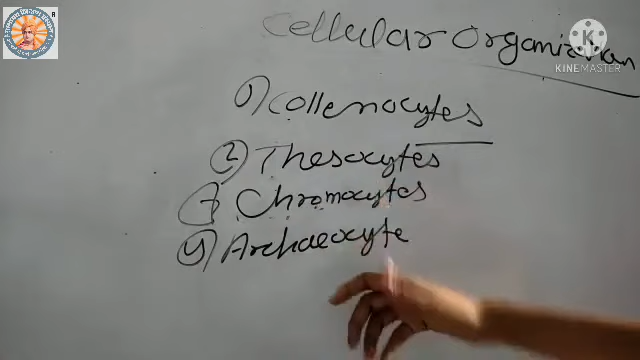 Cellular Organization
KINEMASTER
1) Collenocytes
2) Thesocytes
3) Chromocytes
4) Archaeocyte